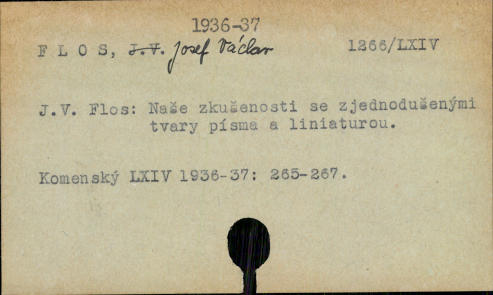 1936-37
F L O S, J.V. Josef Václav 1266/LXIV
J.V. Flos: Naše zkušenosti se zjednodušenými
tvary písma a liniaturou.
Komenský LXIV 1936-37: 265-267.